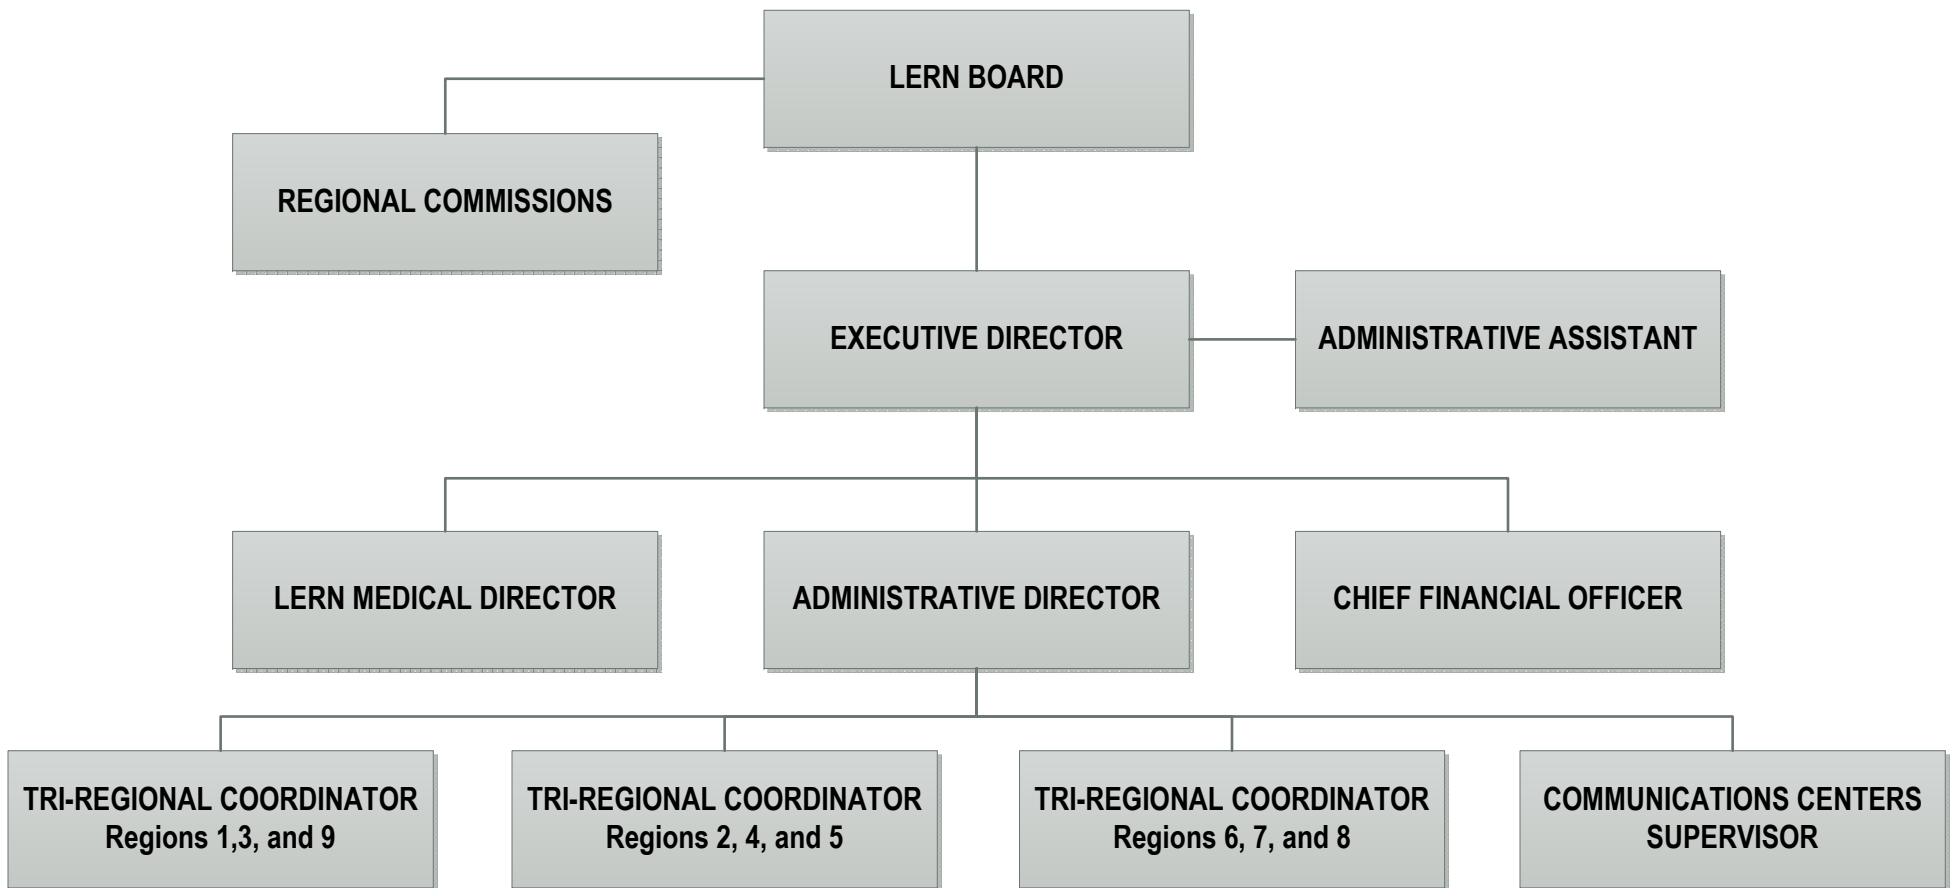 LERN BOARD
REGIONAL COMMISSIONS
EXECUTIVE DIRECTOR
ADMINISTRATIVE ASSISTANT
LERN MEDICAL DIRECTOR
ADMINISTRATIVE DIRECTOR
CHIEF FINANCIAL OFFICER
TRI-REGIONAL COORDINATOR
Regions 1,3, and 9
TRI-REGIONAL COORDINATOR
Regions 2, 4, and 5
TRI-REGIONAL COORDINATOR
Regions 6, 7, and 8
COMMUNICATIONS CENTERS
SUPERVISOR